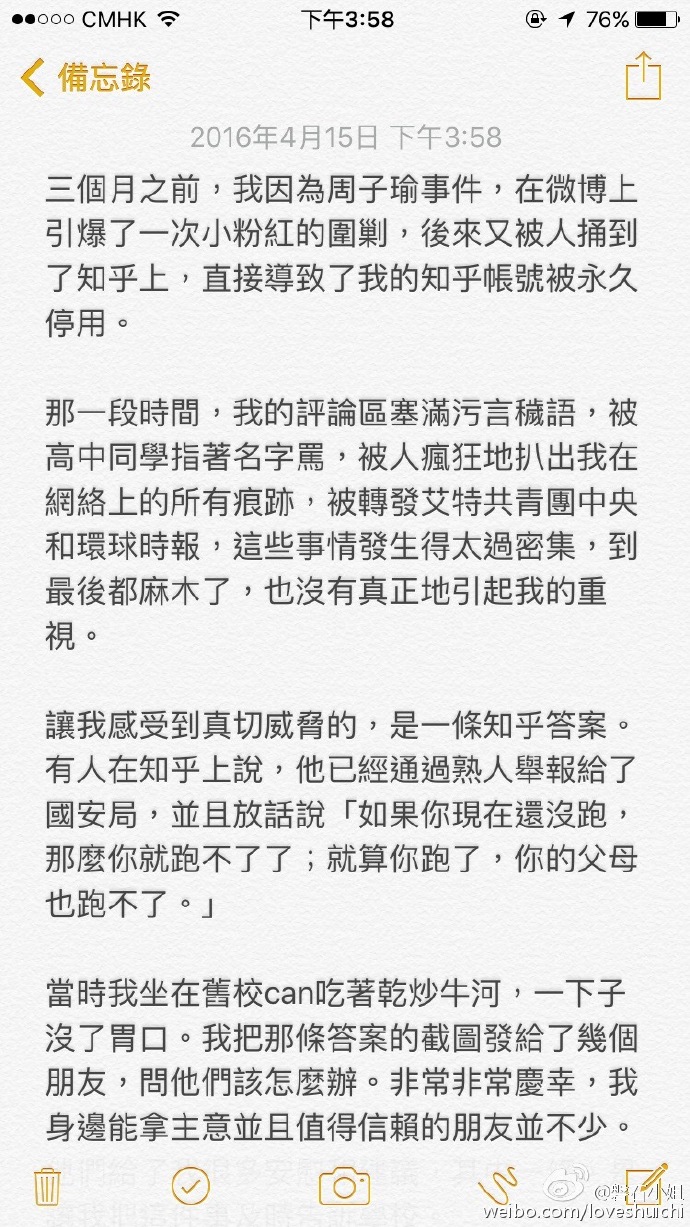 CMHK 下午3:58 76%
備忘錄
2016年4月15日 下午3:58
三個月之前，我因為周子瑜事件，在微博上
引爆了一次小粉紅的圍剿，後來又被人捅到
了知乎上，直接導致了我的知乎帳號被永久
停用。
那一段時間，我的評論區塞滿污言穢語，被
高中同學指著名字罵，被人瘋狂地扒出我在
網絡上的所有痕跡，被轉發艾特共青團中央
和環球時報，這些事情發生得太過密集，到
最後都麻木了，也沒有真正地引起我的重
視。
讓我感受到真切威脅的，是一條知乎答案。
有人在知乎上說，他已經通過熟人舉報給了
國安局，並且放話說「如果你現在還沒跑，
那麼你就跑不了了；就算你跑了，你的父母
也跑不了。」
當時我坐在舊校can吃著乾炒牛河，一下子
沒了胃口。我把那條答案的截圖發給了幾個
朋友，問他們該怎麼辦。非常非常慶幸，我
身邊能拿主意並且值得信賴的朋友並不少。
weibo.com/loveshuichi